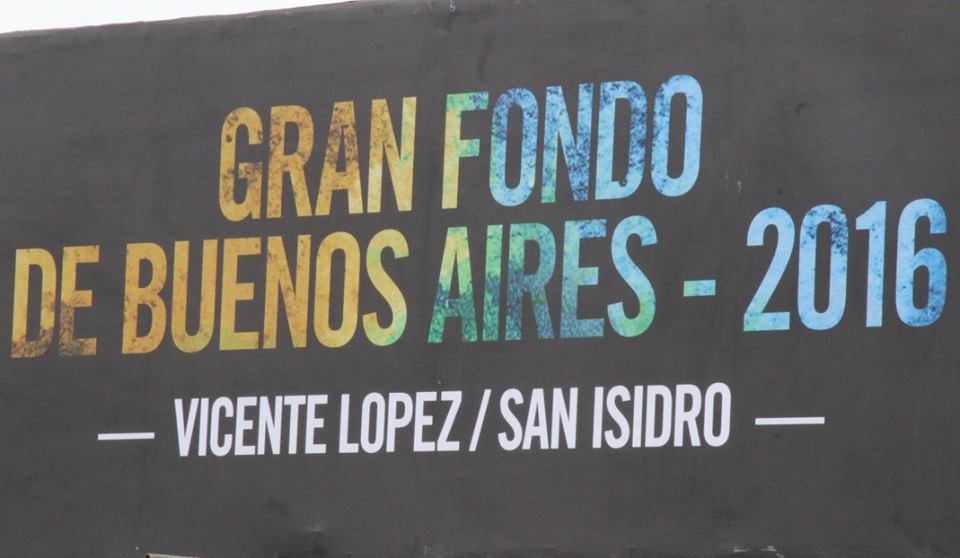 GRAN FONDO
DE BUENOS AIRES - 2016
— VICENTE LOPEZ / SAN ISIDRO —